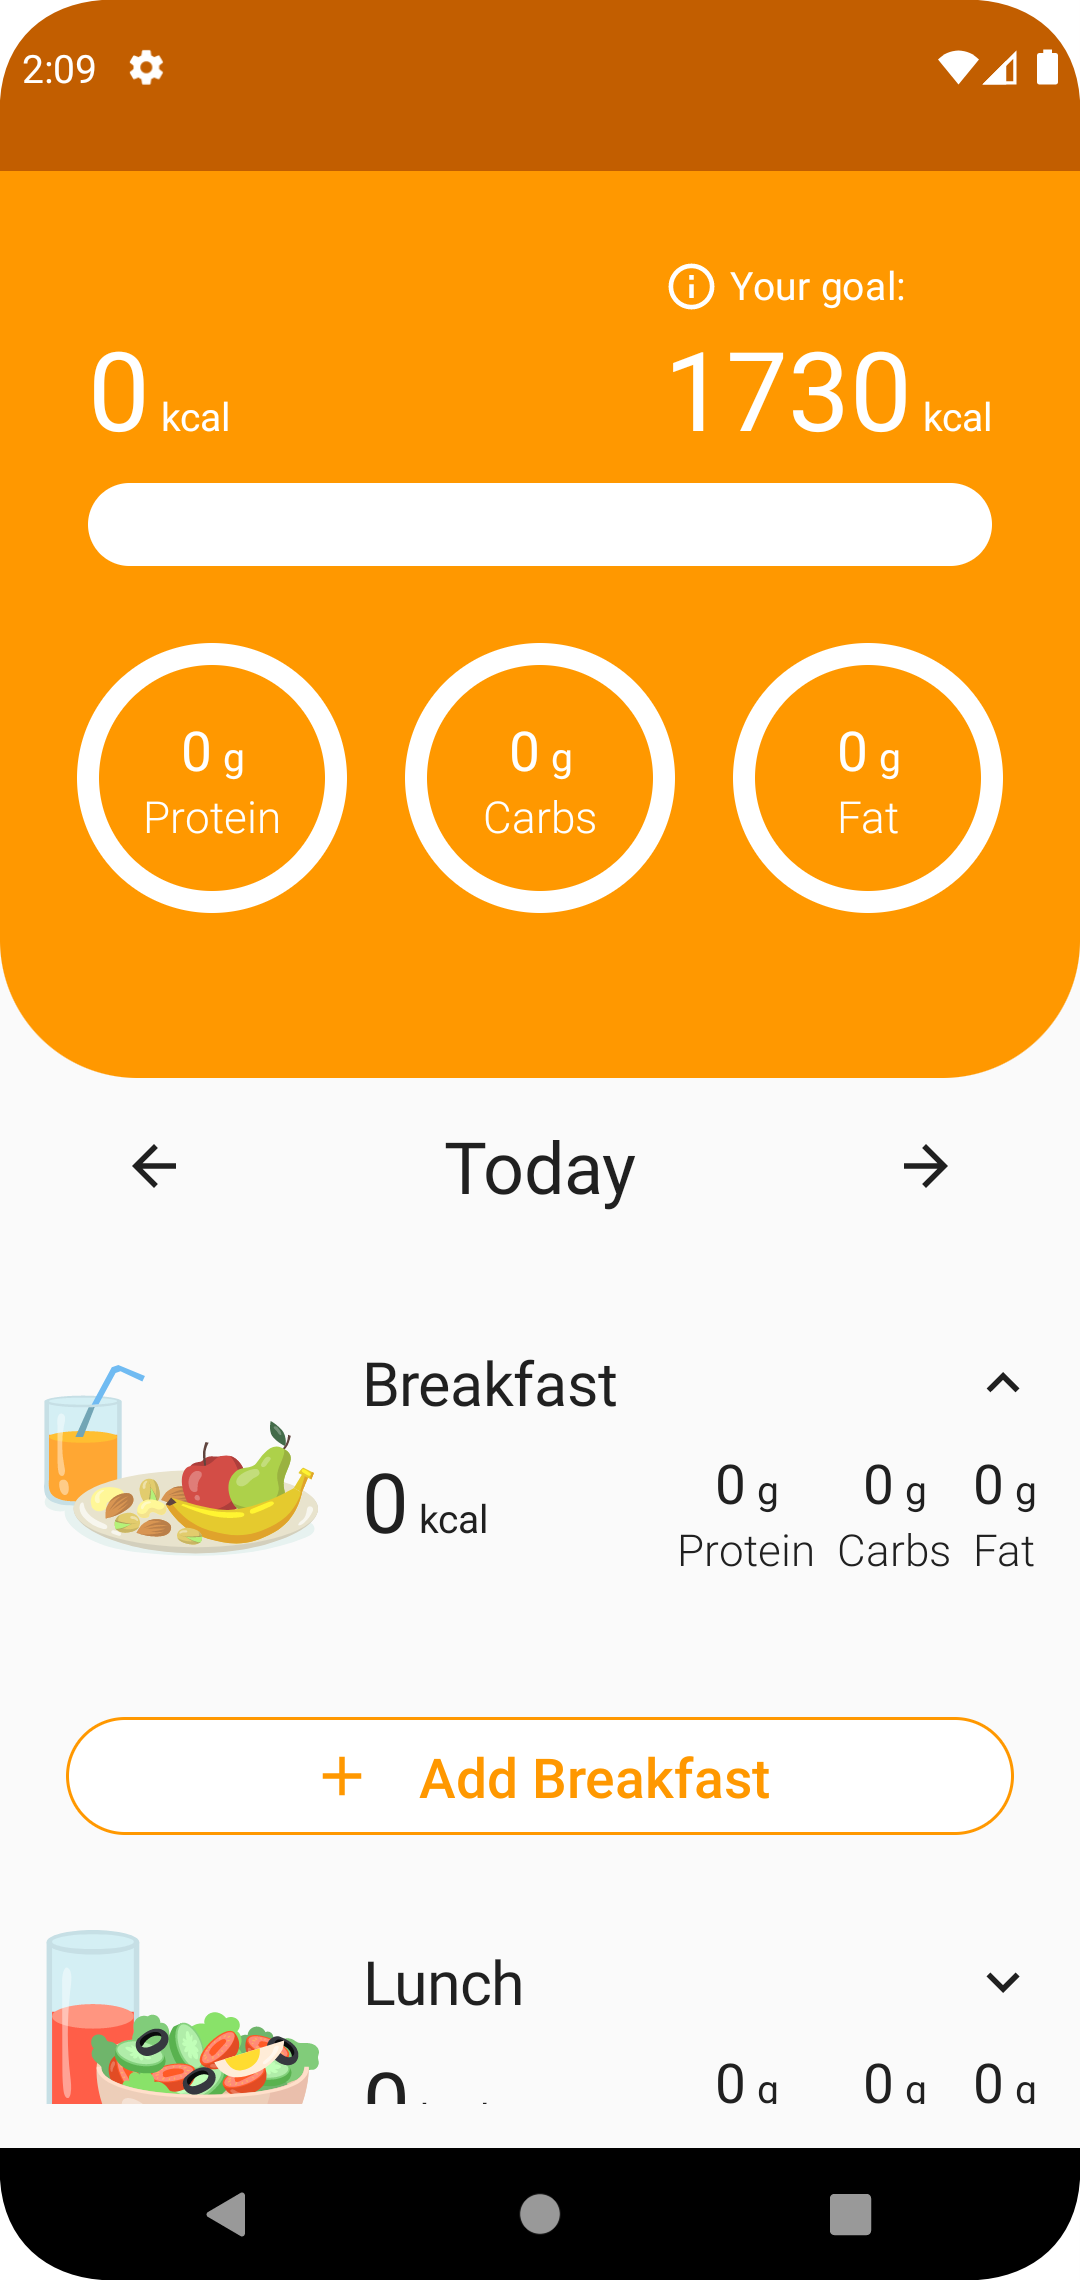 2:09
Your goal:
0 kcal 1730 kcal
0 g 0 g 0 g
Protein Carbs Fat
Today
Breakfast
0 kcal 0 g 0 g 0 g
Protein Carbs Fat
+ Add Breakfast
Lunch
0 0 g 0 g 0 g